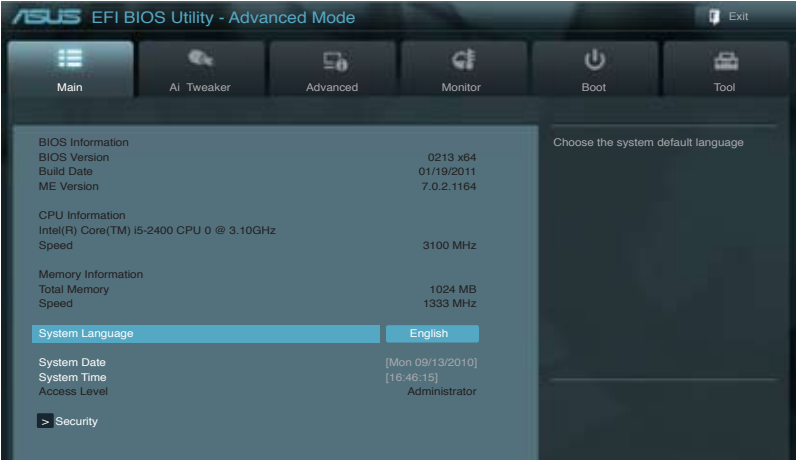 ASUS EFI BIOS Utility - Advanced Mode
Exit
Main
Ai Tweaker
Advanced
Monitor
Boot
Tool
BIOS Information
BIOS Version 0213 x64
Build Date 01/19/2011
ME Version 7.0.2.1164
CPU Information
Intel(R) Core(TM) i5-2400 CPU 0 @ 3.10GHz
Speed 3100 MHz
Memory Information
Total Memory 1024 MB
Speed 1333 MHz
System Language English
System Date [Mon 09/13/2010]
System Time [16:46:15]
Access Level Administrator
> Security
Choose the system default language